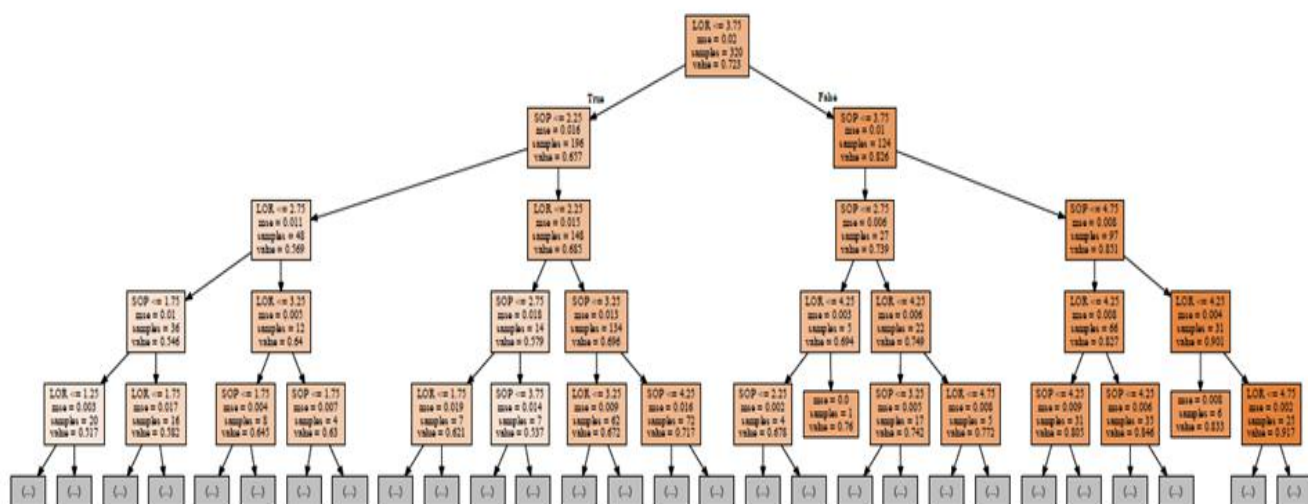 LOR <= 3.75
mse = 0.02
samples = 320
value = 0.723
True
False
SOP <= 2.25
mse = 0.016
samples = 196
value = 0.657
SOP <= 3.75
mse = 0.01
samples = 124
value = 0.826
LOR <= 2.75
mse = 0.011
samples = 48
value = 0.569
LOR <= 2.25
mse = 0.015
samples = 148
value = 0.685
SOP <= 2.75
mse = 0.006
samples = 27
value = 0.739
SOP <= 4.75
mse = 0.008
samples = 97
value = 0.851
SOP <= 1.75
mse = 0.01
samples = 36
value = 0.546
LOR <= 3.25
mse = 0.005
samples = 12
value = 0.64
SOP <= 2.75
mse = 0.018
samples = 14
value = 0.579
SOP <= 3.25
mse = 0.013
samples = 134
value = 0.696
LOR <= 4.25
mse = 0.003
samples = 5
value = 0.694
LOR <= 4.25
mse = 0.006
samples = 22
value = 0.749
LOR <= 4.25
mse = 0.008
samples = 66
value = 0.827
LOR <= 4.25
mse = 0.004
samples = 31
value = 0.901
LOR <= 1.25
mse = 0.003
samples = 20
value = 0.517
LOR <= 1.75
mse = 0.017
samples = 16
value = 0.582
SOP <= 1.75
mse = 0.004
samples = 8
value = 0.645
SOP <= 1.75
mse = 0.007
samples = 4
value = 0.63
LOR <= 1.75
mse = 0.019
samples = 7
value = 0.621
SOP <= 3.75
mse = 0.014
samples = 7
value = 0.537
LOR <= 3.25
mse = 0.009
samples = 62
value = 0.672
SOP <= 4.25
mse = 0.016
samples = 72
value = 0.717
SOP <= 2.25
mse = 0.002
samples = 4
value = 0.678
mse = 0.0
samples = 1
value = 0.76
SOP <= 3.25
mse = 0.005
samples = 17
value = 0.742
LOR <= 4.75
mse = 0.008
samples = 5
value = 0.772
SOP <= 4.25
mse = 0.009
samples = 31
value = 0.805
SOP <= 4.25
mse = 0.006
samples = 35
value = 0.846
mse = 0.008
samples = 6
value = 0.833
LOR <= 4.75
mse = 0.002
samples = 25
value = 0.917
(...) (...) (...) (...) (...) (...) (...) (...) (...) (...) (...) (...) (...) (...) (...) (...) (...) (...) (...) (...) (...) (...) (...) (...) (...) (...) (...) (...)